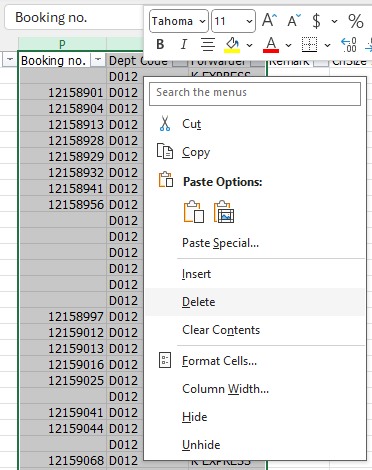 Booking no.
Tahoma 11 A A $ %
B I A .00
P
Booking no. Dept Code Forwarder Remark CnSize
D012 K EXPRESS
12158901 D012
12158904 D012
12158913 D012
12158928 D012
12158929 D012
12158932 D012
12158941 D012
12158956 D012
D012
D012
D012
D012
D012
D012
12158997 D012
12159012 D012
12159013 D012
12159016 D012
12159025 D012
D012
12159041 D012
12159044 D012
D012
12159068 D012 K EXPRESS
Search the menus
Cut
Copy
Paste Options:
Paste Special...
Insert
Delete
Clear Contents
Format Cells...
Column Width...
Hide
Unhide